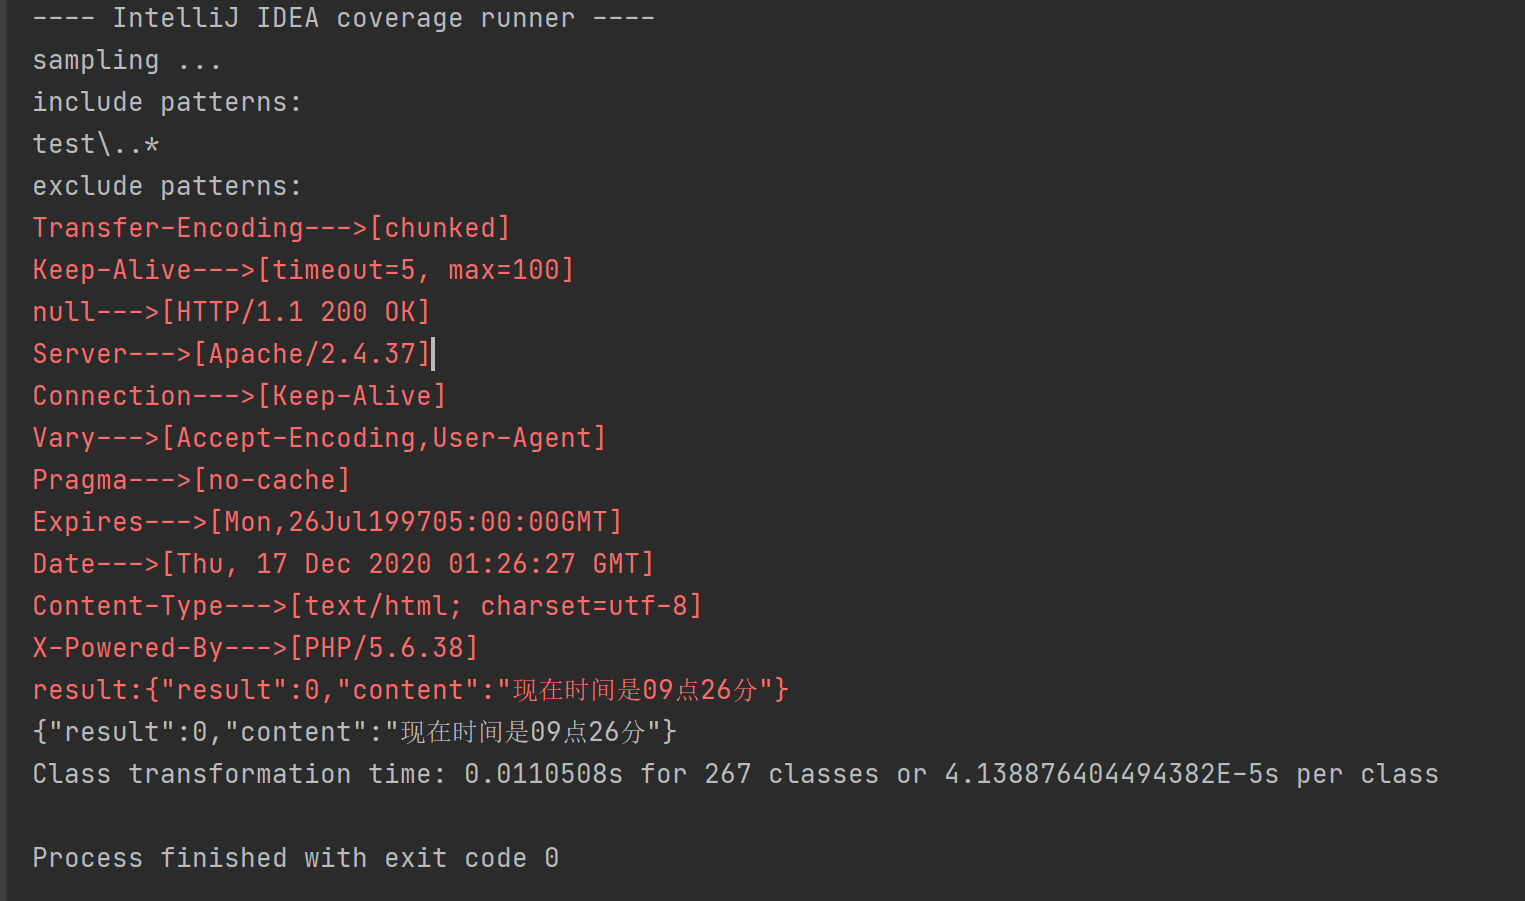 ---- IntelliJ IDEA coverage runner ----
sampling ...
include patterns:
test\..*
exclude patterns:
Transfer-Encoding--->[chunked]
Keep-Alive--->[timeout=5, max=100]
null--->[HTTP/1.1 200 OK]
Server--->[Apache/2.4.37]
Connection--->[Keep-Alive]
Vary--->[Accept-Encoding,User-Agent]
Pragma--->[no-cache]
Expires--->[Mon,26Jul199705:00:00GMT]
Date--->[Thu, 17 Dec 2020 01:26:27 GMT]
Content-Type--->[text/html; charset=utf-8]
X-Powered-By--->[PHP/5.6.38]
result:{"result":0,"content":"现在时间是09点26分"}
{"result":0,"content":"现在时间是09点26分"}
Class transformation time: 0.0110508s for 267 classes or 4.138876404494382E-5s per class
Process finished with exit code 0